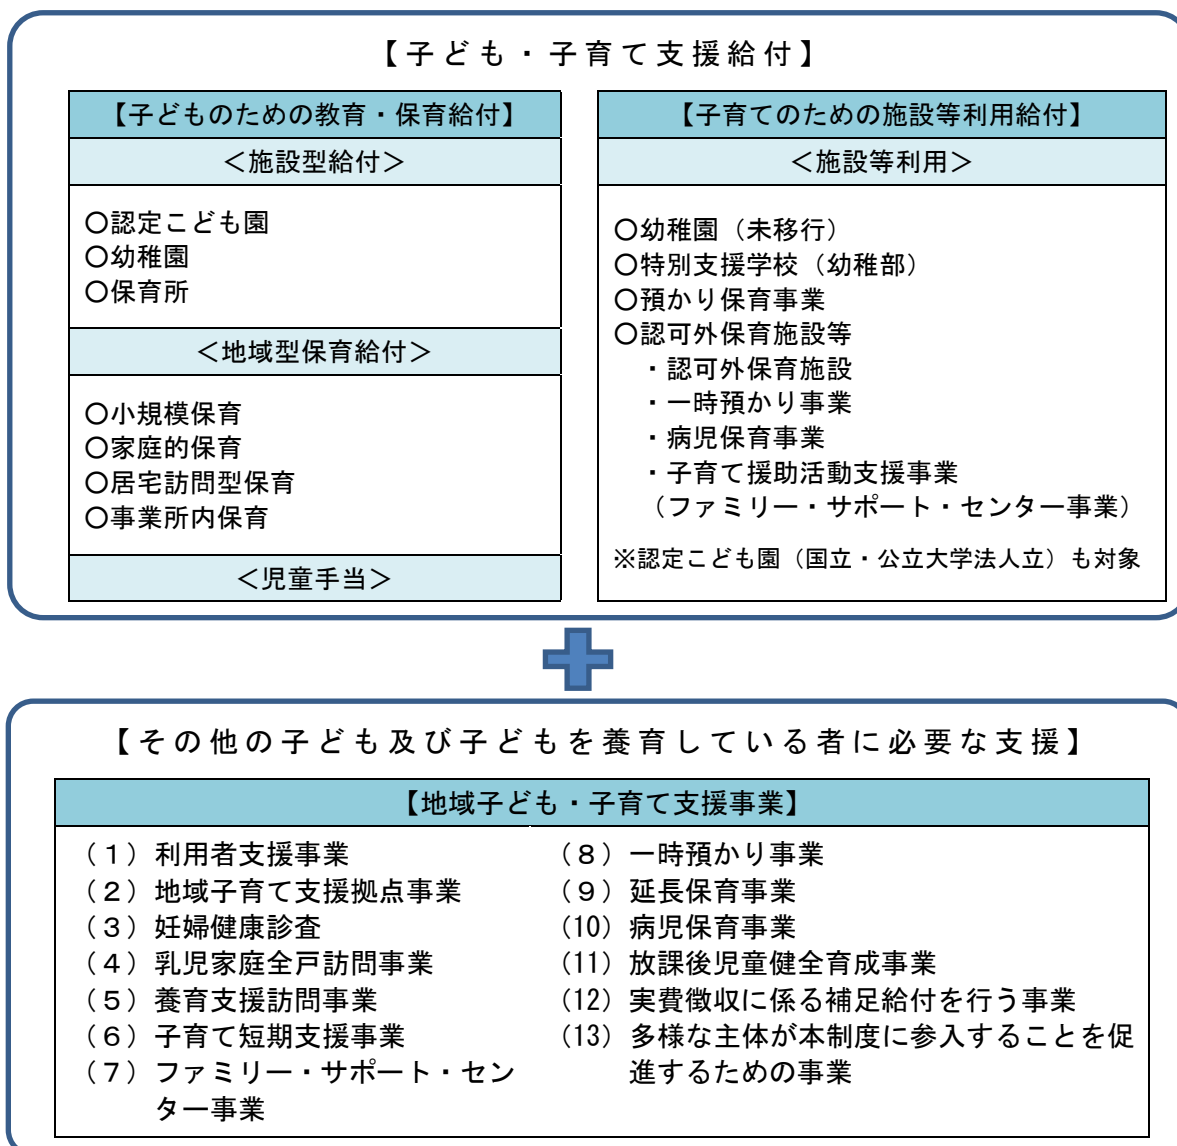 【子ども・子育て支援給付】
【子どものための教育・保育給付】
＜施設型給付＞
〇認定こども園
〇幼稚園
〇保育所
＜地域型保育給付＞
〇小規模保育
〇家庭的保育
〇居宅訪問型保育
〇事業所内保育
＜児童手当＞
【子育てのための施設等利用給付】
＜施設等利用＞
〇幼稚園（未移行）
〇特別支援学校（幼稚部）
〇預かり保育事業
〇認可外保育施設等
・認可外保育施設
・一時預かり事業
・病児保育事業
・子育て援助活動支援事業
（ファミリー・サポート・センター事業）
※認定こども園（国立・公立大学法人立）も対象
【その他の子ども及び子どもを養育している者に必要な支援】
【地域子ども・子育て支援事業】
（１）利用者支援事業
（２）地域子育て支援拠点事業
（３）妊婦健康診査
（４）乳児家庭全戸訪問事業
（５）養育支援訪問事業
（６）子育て短期支援事業
（７）ファミリー・サポート・セン
ター事業
（８）一時預かり事業
（９）延長保育事業
（10）病児保育事業
（11）放課後児童健全育成事業
（12）実費徴収に係る補足給付を行う事業
（13）多様な主体が本制度に参入することを促
進するための事業